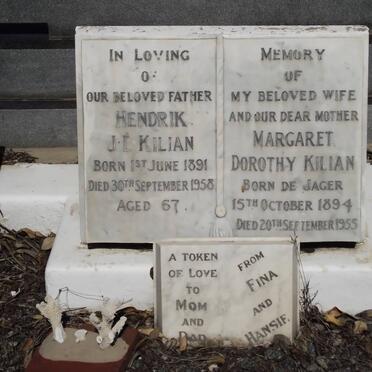 IN LOVING
OF
OUR BELOVED FATHER
HENDRIK
KILIAN
BORN 1ST JUNE 1891
DIED 30TH SEPTEMBER 1958
AGED 67.
MEMORY
OF
MY BELOVED WIFE
AND OUR DEAR MOTHER
MARGARET
DOROTHY KILIAN
BORN DE JAGER
15TH OCTOBER 1894
DIED 20TH SEPTEMBER 1955
A TOKEN
OF LOVE
TO
MOM
AND
DAD
FROM
FINA
AND
HANSIE.